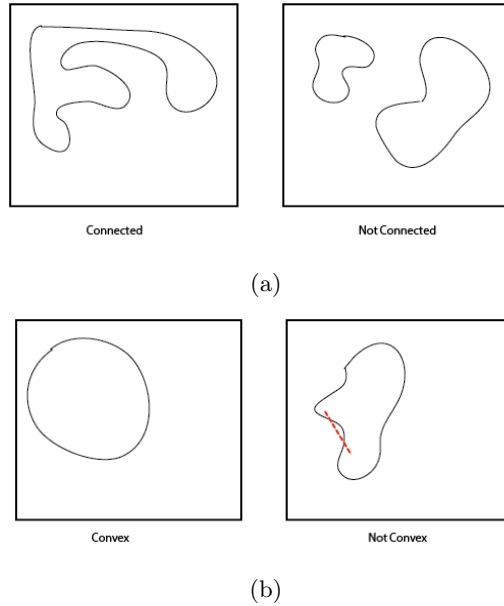 Connected
Not Connected
(a)
Convex
Not Convex
(b)